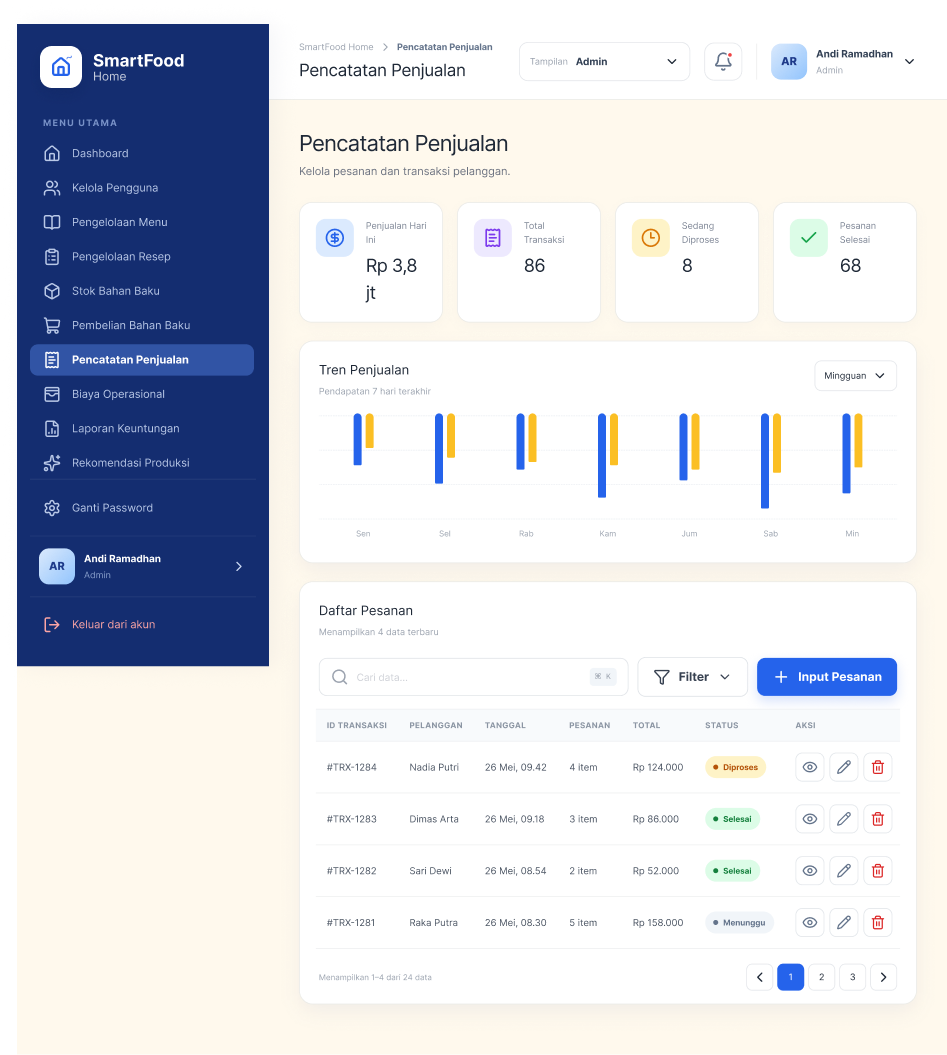 SmartFood
Home
MENU UTAMA
Dashboard
Kelola Pengguna
Pengelolaan Menu
Pengelolaan Resep
Stok Bahan Baku
Pembelian Bahan Baku
Pencatatan Penjualan
Biaya Operasional
Laporan Keuntungan
Rekomendasi Produksi
Ganti Password
AR
Andi Ramadhan
Admin
Keluar dari akun
SmartFood Home > Pencatatan Penjualan
Pencatatan Penjualan
Tampilan Admin
AR
Andi Ramadhan
Admin
Pencatatan Penjualan
Kelola pesanan dan transaksi pelanggan.
Penjualan Hari
Ini
Rp 3,8
jt
Total
Transaksi
86
Sedang
Diproses
8
Pesanan
Selesai
68
Tren Penjualan
Pendapatan 7 hari terakhir
Mingguan
Sen Sel Rab Kam Jum Sab Min
Daftar Pesanan
Menampilkan 4 data terbaru
Cari data... ⌘ K
Filter
Input Pesanan
ID TRANSAKSI PELANGGAN TANGGAL PESANAN TOTAL STATUS AKSI
#TRX-1284 Nadia Putri 26 Mei, 09.42 4 item Rp 124.000 Diproses
#TRX-1283 Dimas Arta 26 Mei, 09.18 3 item Rp 86.000 Selesai
#TRX-1282 Sari Dewi 26 Mei, 08.54 2 item Rp 52.000 Selesai
#TRX-1281 Raka Putra 26 Mei, 08.30 5 item Rp 158.000 Menunggu
Menampilkan 1-4 dari 24 data
1 2 3